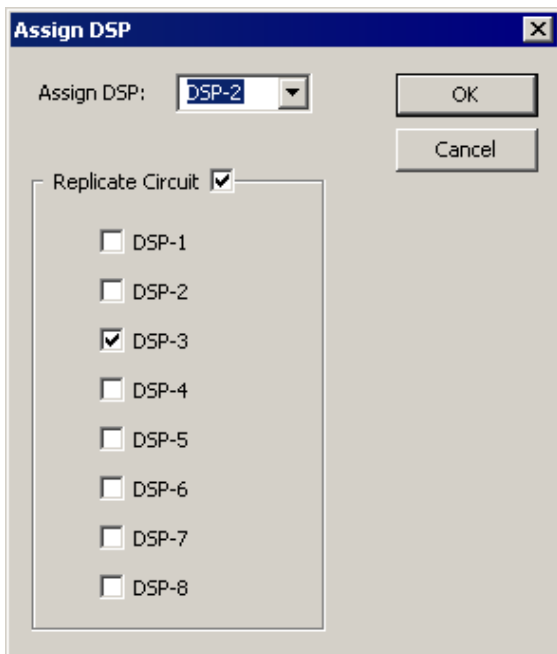 Assign DSP
Assign DSP: DSP-2
OK
Cancel
Replicate Circuit
DSP-1
DSP-2
DSP-3
DSP-4
DSP-5
DSP-6
DSP-7
DSP-8